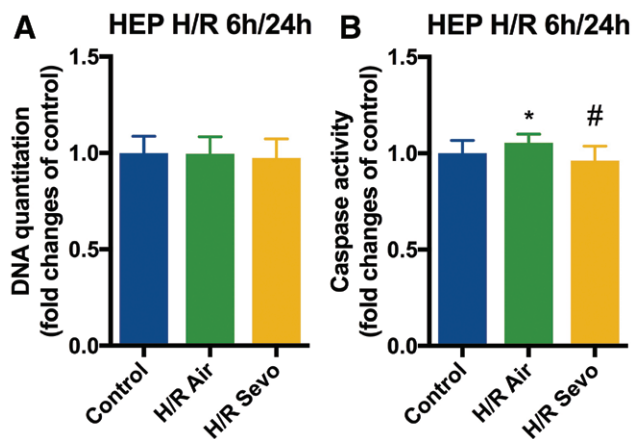 A HEP H/R 6h/24h
DNA quantitation
(fold changes of control)
1.5
1.0
0.5
0.0
Control
H/R Air
H/R Sevo
B HEP H/R 6h/24h
Caspase activity
(fold changes of control)
1.5
1.0
0.5
0.0
*
#
Control
H/R Air
H/R Sevo